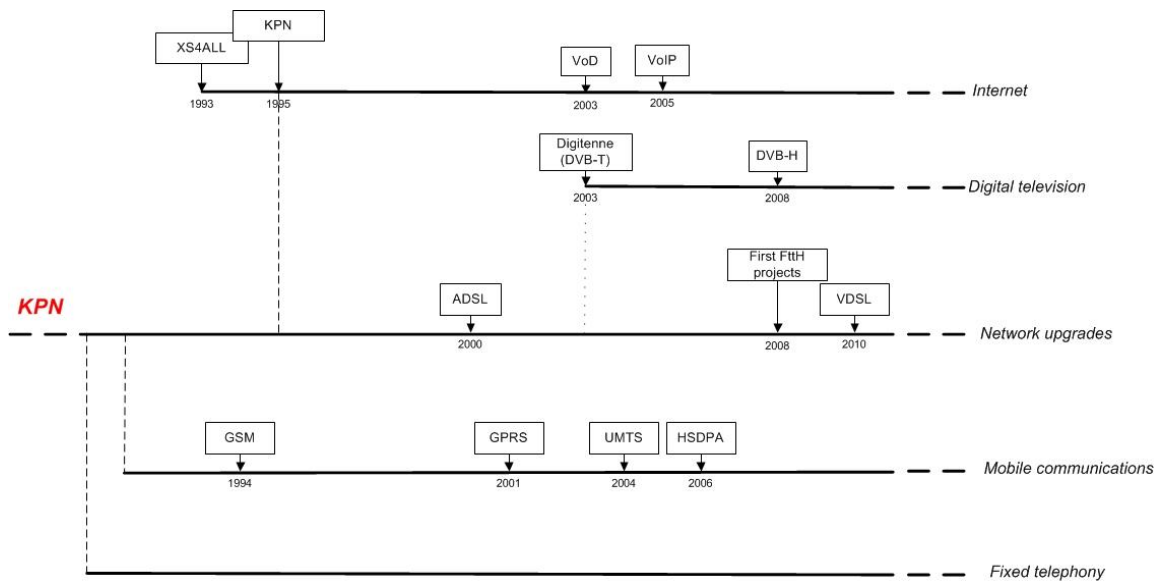 KPN
XS4ALL
VoD
VoIP
1993
1995
2003
2005
Internet
Digitenne
(DVB-T)
DVB-H
2003
2008
Digital television
First FttH
projects
KPN
ADSL
VDSL
2000
2008
2010
Network upgrades
GSM
GPRS
UMTS
HSDPA
1994
2001
2004
2006
Mobile communications
Fixed telephony